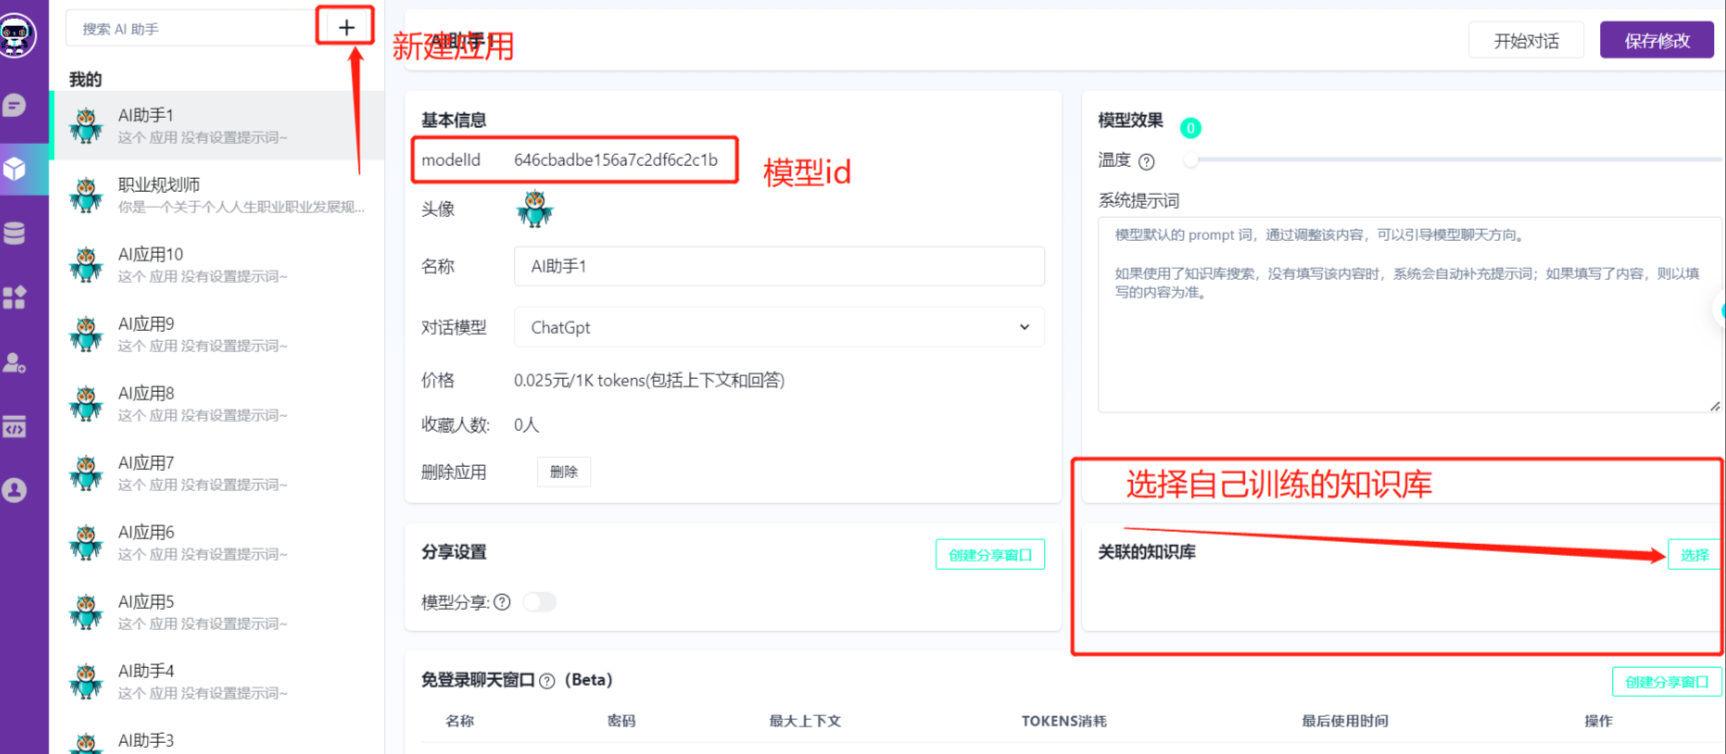 搜索 AI 助手
+
新建应用
AI助手1
开始对话
保存修改
我的
AI助手1
这个 应用 没有设置提示词~
职业规划师
你是一个关于个人人生职业职业发展规...
AI应用10
这个 应用 没有设置提示词~
AI应用9
这个 应用 没有设置提示词~
AI应用8
这个 应用 没有设置提示词~
AI应用7
这个 应用 没有设置提示词~
AI应用6
这个 应用 没有设置提示词~
AI应用5
这个 应用 没有设置提示词~
AI助手4
这个 应用 没有设置提示词~
AI助手3
基本信息
modelId 646cbadbe156a7c2df6c2c1b
模型id
头像
名称 AI助手1
对话模型 ChatGpt
价格 0.025元/1K tokens(包括上下文和回答)
收藏人数: 0人
删除应用 删除
模型效果
0
温度 ?
系统提示词
模型默认的 prompt 词，通过调整该内容，可以引导模型聊天方向。
如果使用了知识库搜索，没有填写该内容时，系统会自动补充提示词；如果填写了内容，则以填
写的内容为准。
选择自己训练的知识库
分享设置 创建分享窗口
模型分享: ?
关联的知识库 选择
免登录聊天窗口 ? （Beta） 创建分享窗口
名称 密码 最大上下文 TOKENS消耗 最后使用时间 操作